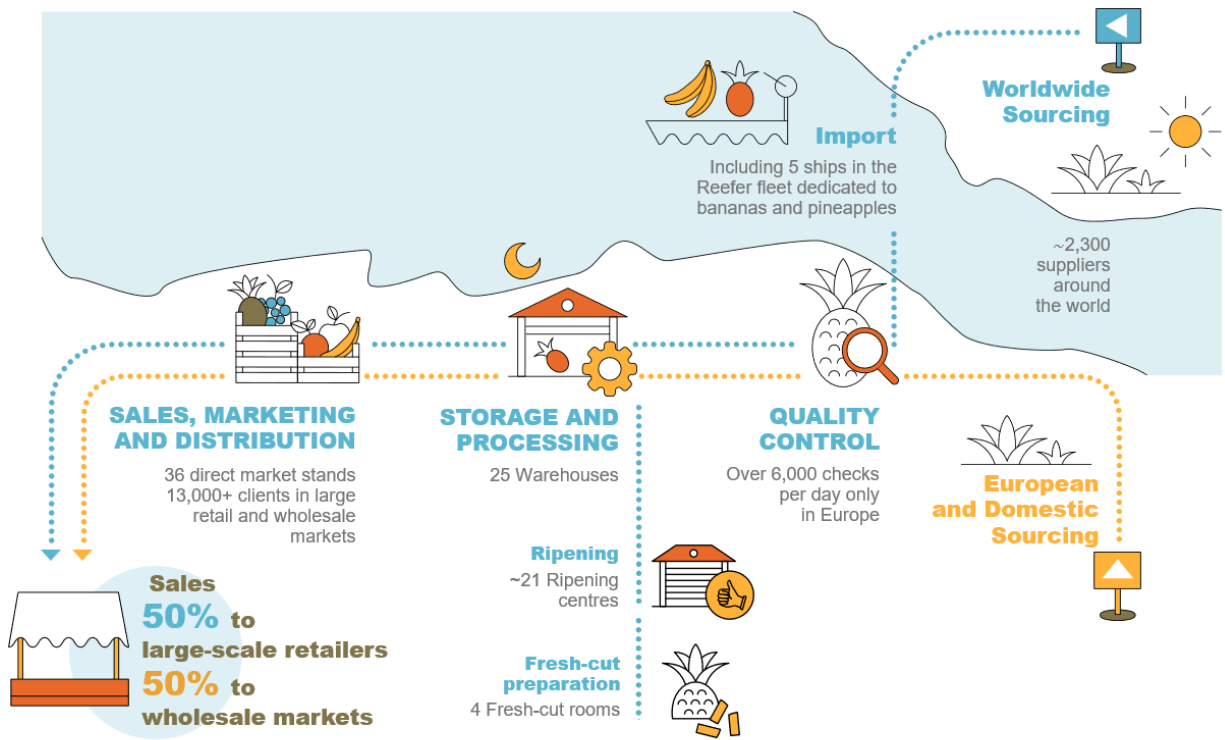 Worldwide
Sourcing
Import
Including 5 ships in the
Reefer fleet dedicated to
bananas and pineapples
~2,300
suppliers
around
the world
SALES, MARKETING
AND DISTRIBUTION
36 direct market stands
13,000+ clients in large
retail and wholesale
markets
STORAGE AND
PROCESSING
25 Warehouses
QUALITY
CONTROL
Over 6,000 checks
per day only
in Europe
European
and Domestic
Sourcing
Ripening
~21 Ripening
centres
Fresh-cut
preparation
4 Fresh-cut rooms
Sales
50% to
large-scale retailers
50% to
wholesale markets